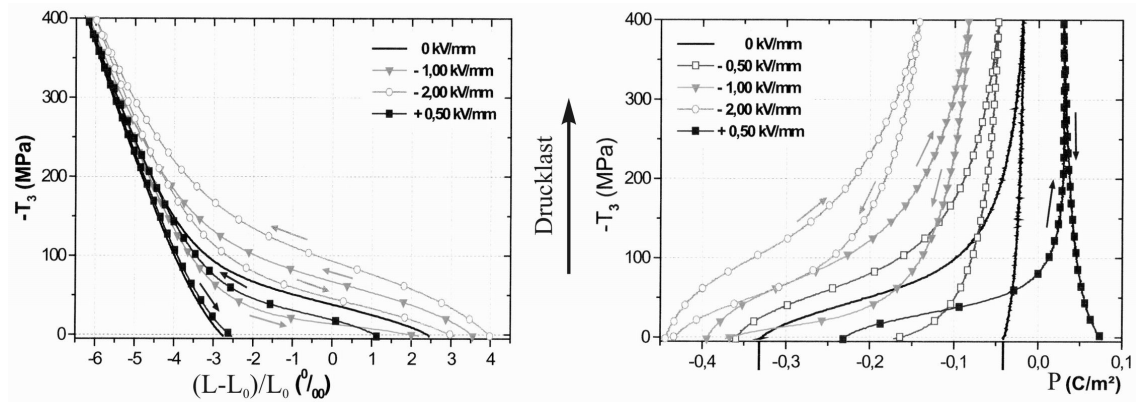 400
300
200
100
0
-T₃ (MPa)
0 kV/mm
- 1,00 kV/mm
- 2,00 kV/mm
+ 0,50 kV/mm
-6 -5 -4 -3 -2 -1 0 1 2 3 4 5
(L-L₀)/L₀ (⁰/₀₀)
Drucklast
400
300
200
100
0
-T₃ (MPa)
0 kV/mm
- 0,50 kV/mm
- 1,00 kV/mm
- 2,00 kV/mm
+ 0,50 kV/mm
-0,4 -0,3 -0,2 -0,1 0,0 0,1
P (C/m²)